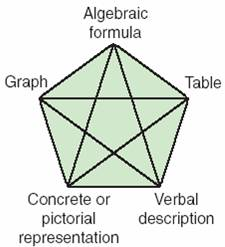 Algebraic
formula
Graph
Table
Concrete or
pictorial
representation
Verbal
description